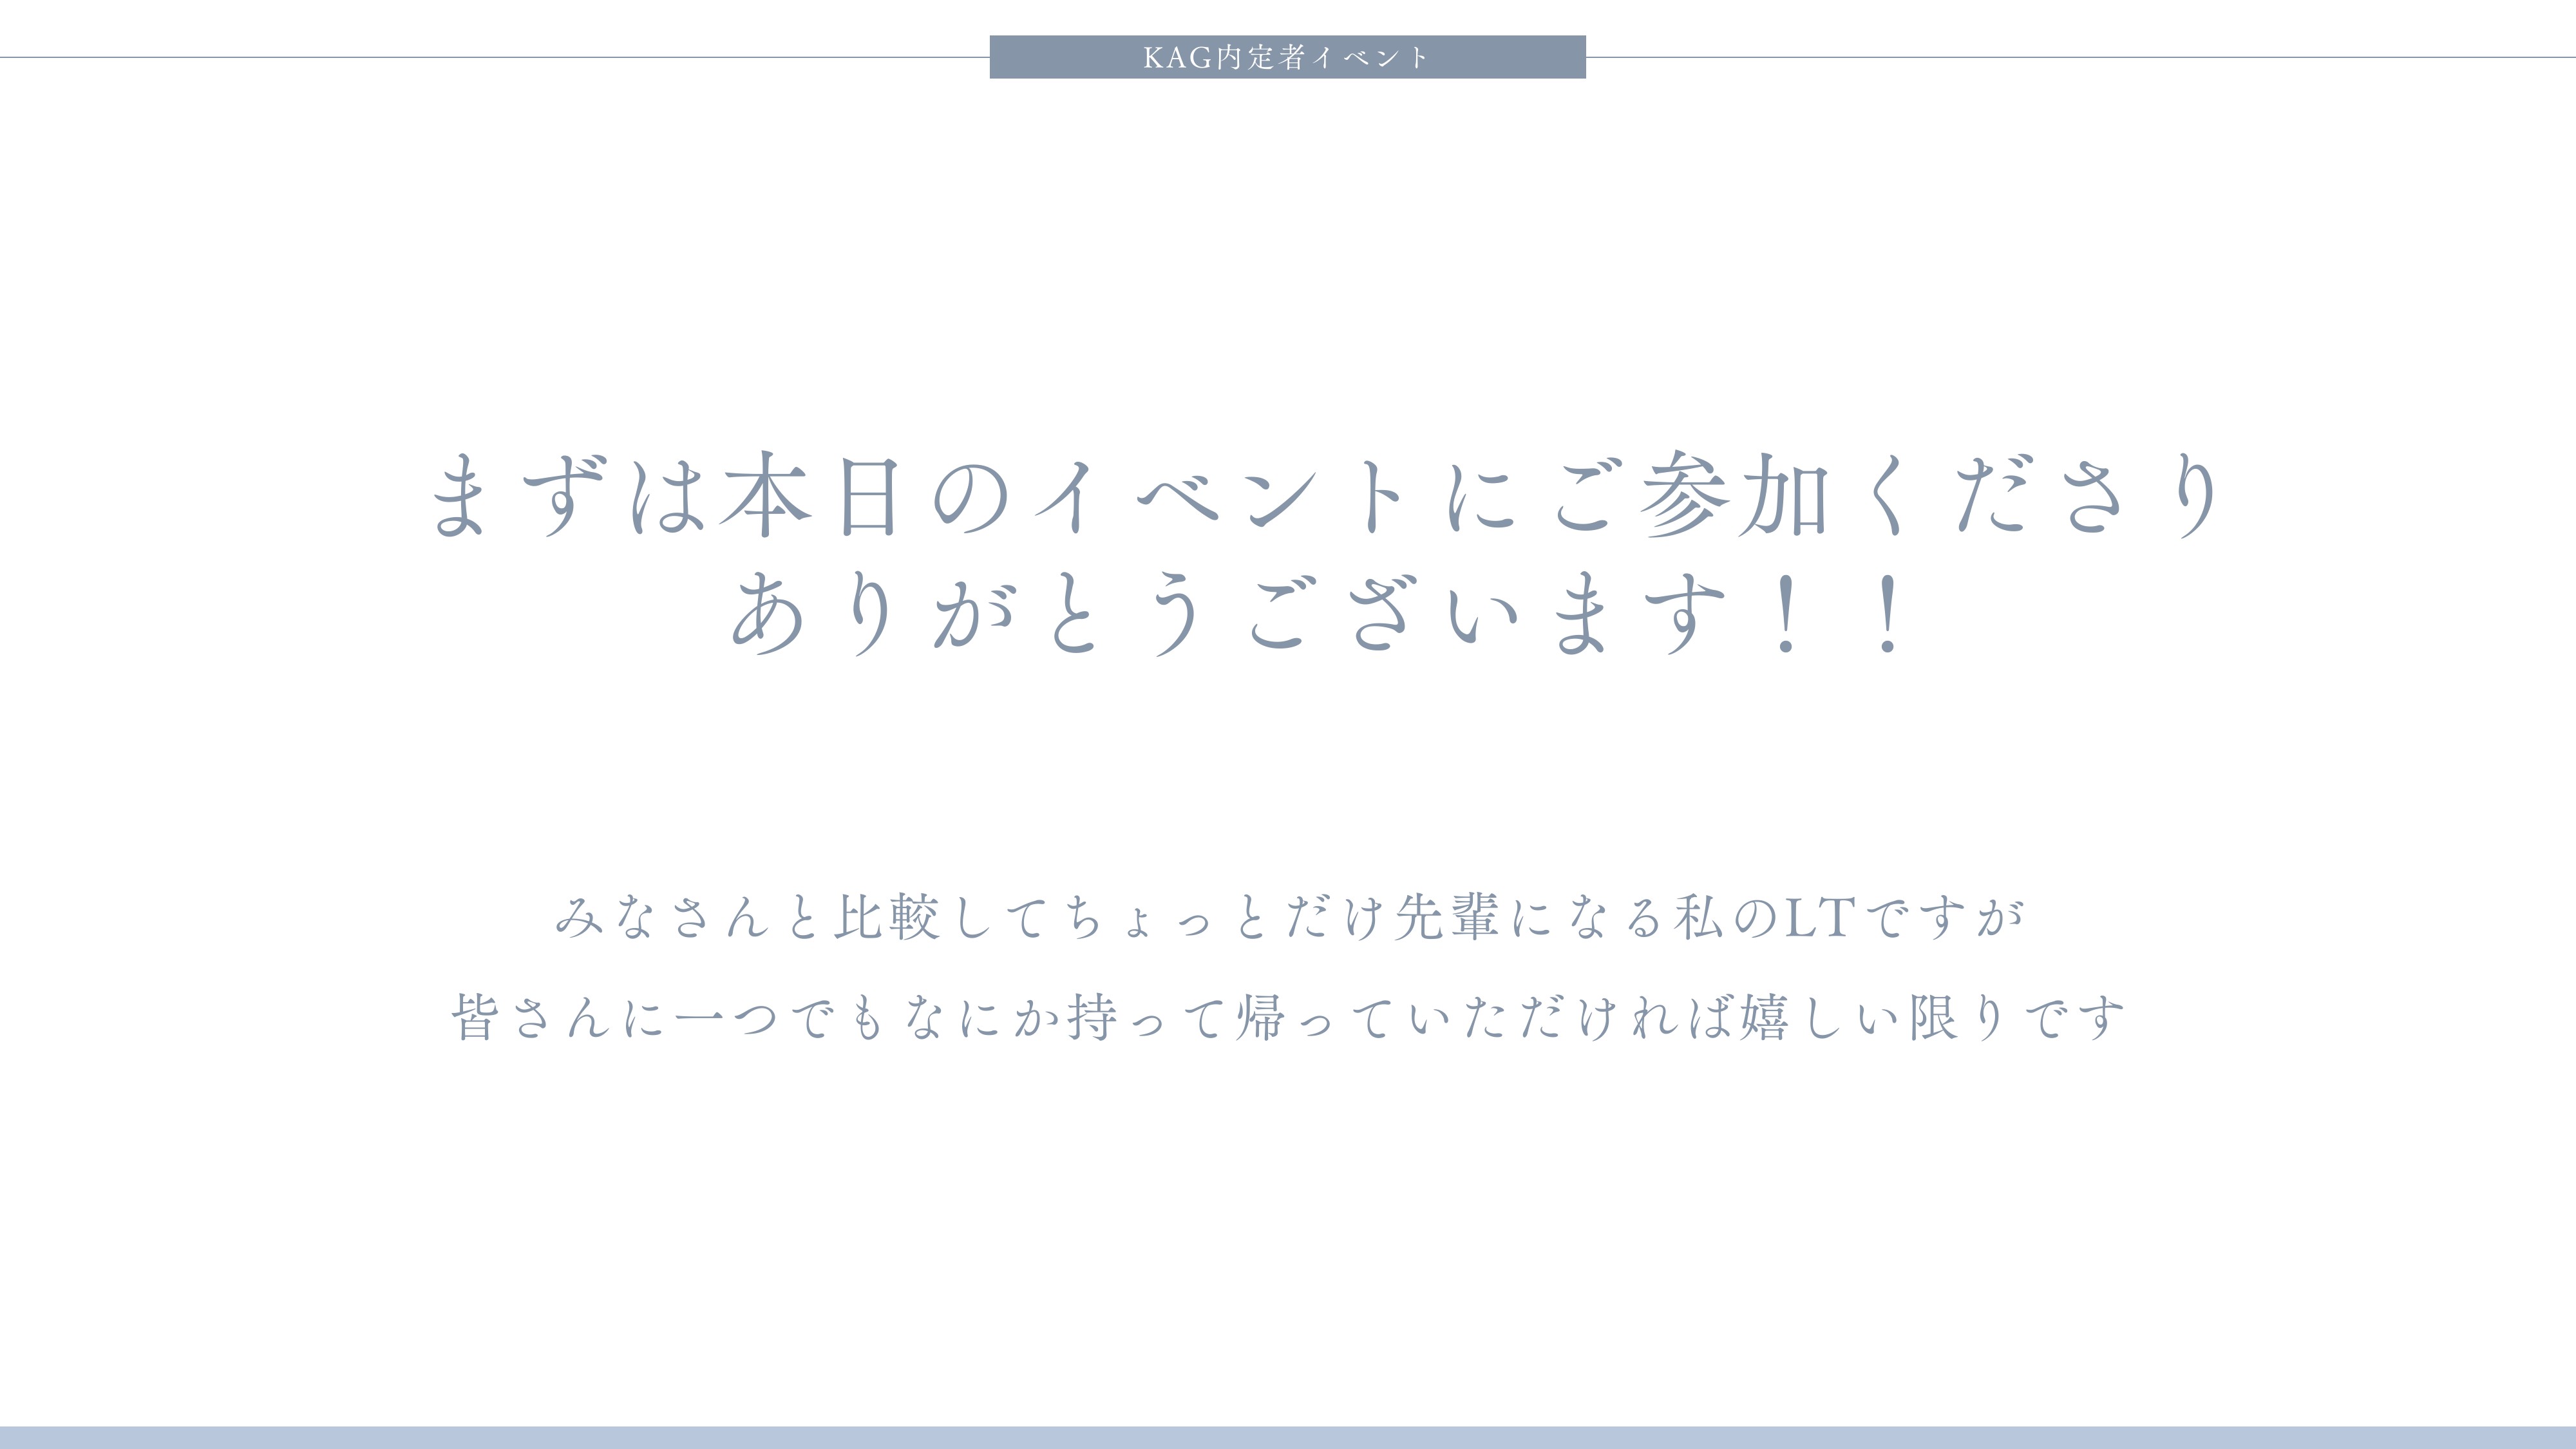 KAG内定者イベント
まずは本日のイベントにご参加くださり
ありがとうございます！！
みなさんと比較してちょっとだけ先輩になる私のLTですが
皆さんに一つでもなにか持って帰っていただければ嬉しい限りです